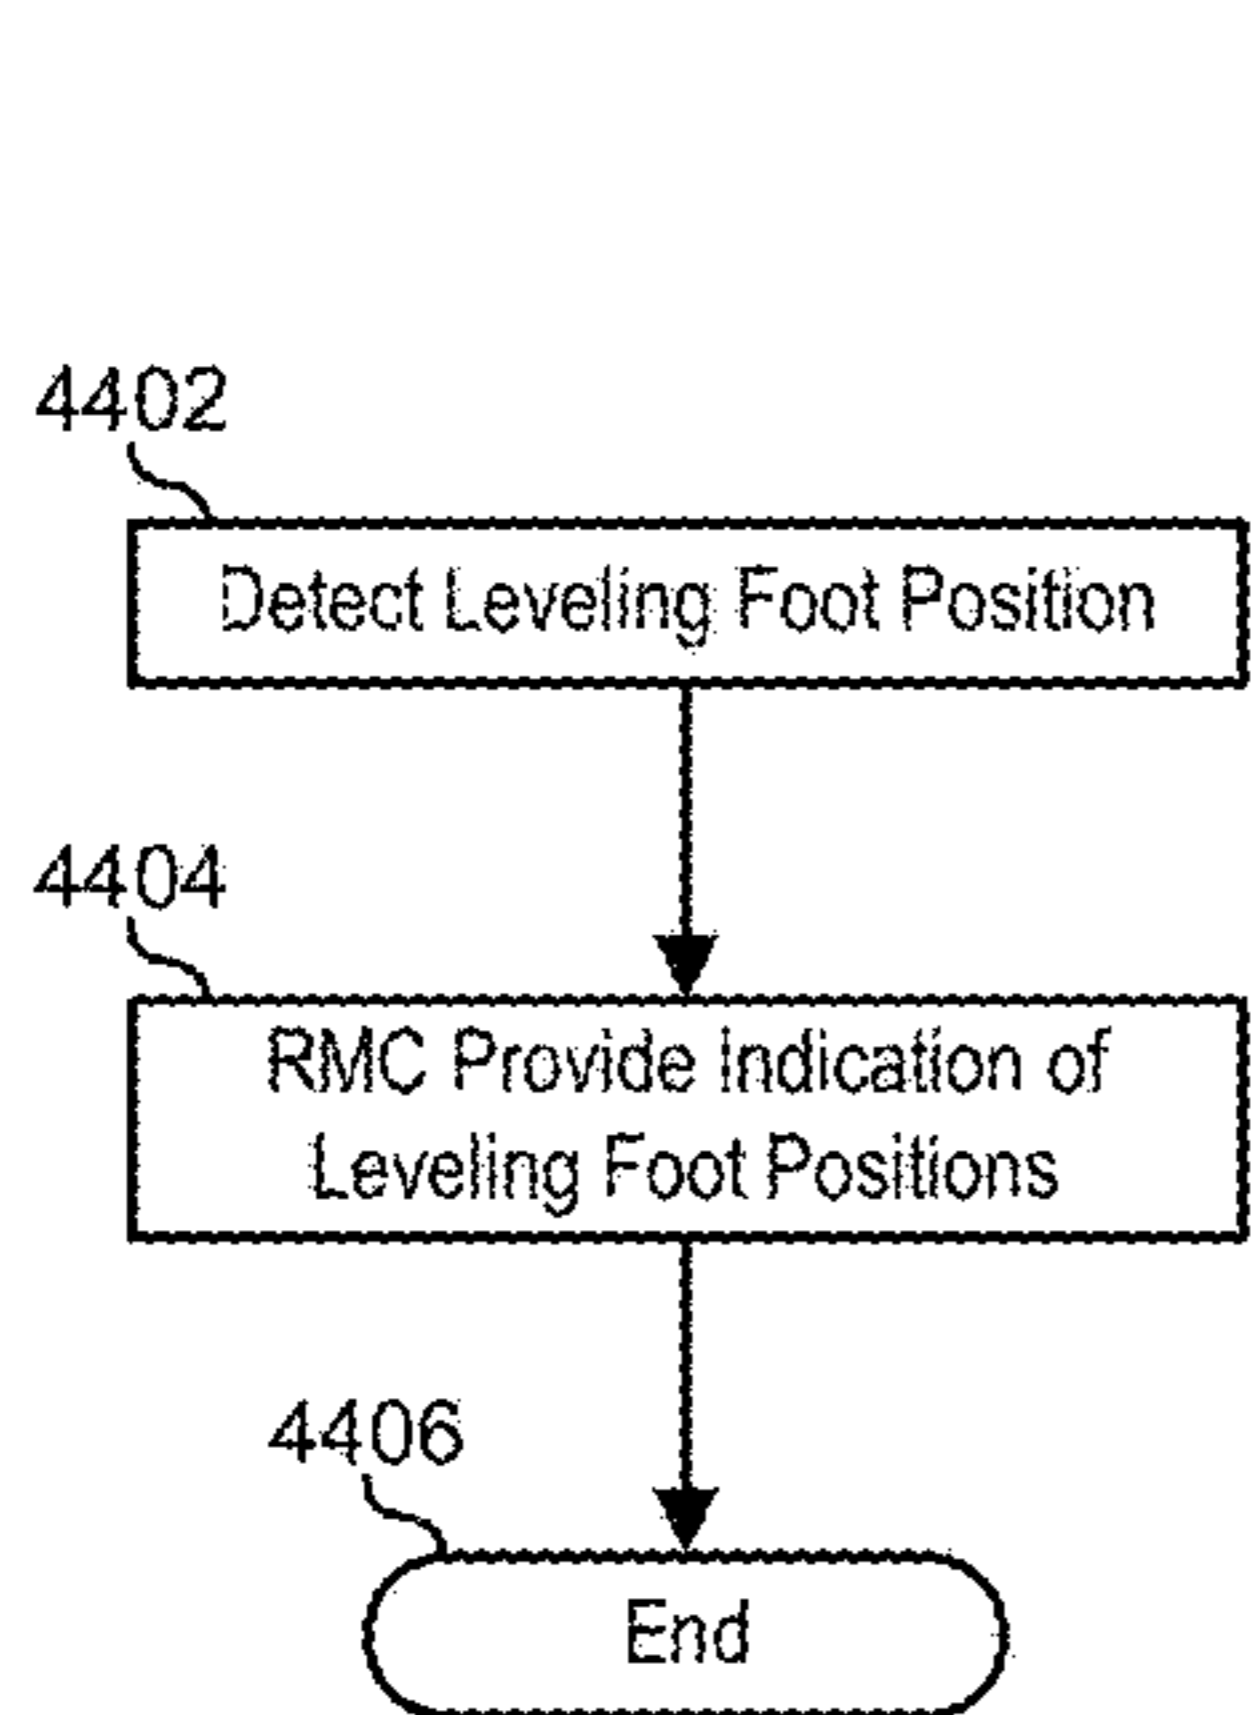 4402
Detect Leveling Foot Position
4404
RMC Provide Indication of
Leveling Foot Positions
4406
End